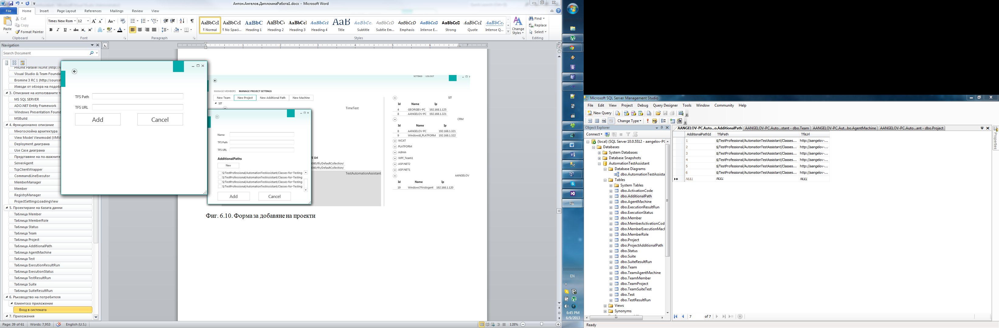 Антон.Ангелов.ДипломнаРабота1.docx - Microsoft Word
File Home Insert Page Layout References Mailings Review View
Cut
Copy
Format Painter
Paste
Times New Rom 12
AaBbCcI AaBbCcI AaBbC AaBbC AaBbCcI AaBbCcI AaB AaBbCc. AaBbCcD AaBbCcD AaBbCcD AaBbCcD AaBbCcI AaBbCcI
¶ Normal ¶ No Spaci... Heading 1 Heading 2 Heading 3 Heading 4 Title Subtitle Subtle Em... Emphasis Intense E... Strong Quote Intense Q...
Change Styles
Find
Replace
Select
Clipboard Font Paragraph Styles Editing
Navigation
Search Document
PNUnit Parallel NUnit (http://
Visual Studio & Team Founda
Bromine 3 RC 1 (http://source
Изводи от обзора на подобн
3. Описание на използваните т
MS SQL SERVER
ADO.NET Entity Framework
Windows Presentation Found
MSBuild
4. Функционално описание
Многослойна архитектура
View Model Viewmodel (VMV
Deployment диаграма
Use Case диаграма
Представяне на по-важните
ServerAgent
TcpClientWrapper
CommandLineExecutor
MemberManager
Member
RegistryManager
ProjectSettingsLoadingView
5. Проектиране на базата данни
Таблица Member
Таблица MemberRole
Таблица Status
Таблица Team
Таблица Project
Таблица AdditionalPath
Таблица AgentMachine
Таблица Test
Таблица ExecutionResultRun
Таблица ExecutionStatus
Таблица TestResultRun
Таблица Suite
Таблица SuiteResultRun
6. Ръководство на потребителя
Клиентско приложение
Вход в системата
7. Приложения
Page: 39 of 61 Words: 7,953 English (U.S.) 128%
TFS Path
TFS URL
Add Cancel
SETTINGS LOG OUT
MANAGE MEMBERS MANAGE PROJECT SETTINGS
New Team New Project New Additional Path New Machine
SIT
TimeTest
Name
TFS Path
TFS URL
AdditionalPaths
New
$/TestProfessional/AutomationTestAssistant/Classes-for-Testing
$/TestProfessional/AutomationTestAssistant/Classes-for-Testing
$/TestProfessional/AutomationTestAssistant/Classes-for-Testing
$/TestProfessional/AutomationTestAssistant/Classes-for-Testing
Add Cancel
S Url
8080/tfs/DefaultCollection/
8080/tfs/DefaultCollection/
TestAutomationAssistant
SIT
Id Name Ip
4 GEORGIEV-PC 192.168.1.125
8 AANGELOV-PC 192.168.1.321
CRM
Id Name Ip
8 AANGELOV-PC 192.168.1.321
9 Windows8_PLATFORM 192.168.1.322
WCAT
PLATFORM
Admin
WPF_Team1
ASP.NET2
ASP.NET1
AANGELOV
Id Name Ip
19 Windows7FirstAgent 192.168.1.120
Фиг. 6.10. Форма за добавяне на проекти
EN
6:45 PM
6/9/2013
Microsoft SQL Server Management Studio
File Edit View Project Debug Query Designer Tools Window Community Help
New Query
Change Type
Object Explorer
Connect
(local) (SQL Server 10.0.5512 - aangelov-PC
Databases
System Databases
Database Snapshots
AutomationTestAssistant
Database Diagrams
dbo.AutomationTestAssista
Tables
System Tables
dbo.ActivationCode
dbo.AdditionalPath
dbo.AgentMachine
dbo.ExecutionResultRun
dbo.ExecutionStatus
dbo.Member
dbo.MemberActivationCod
dbo.MemberExecutionMacl
dbo.MemberRole
dbo.Project
dbo.ProjectAdditionalPath
dbo.Status
dbo.Suite
dbo.SuiteResultRun
dbo.Team
dbo.TeamAgentMachine
dbo.TeamMember
dbo.TeamProject
dbo.TeamSuiteTest
dbo.Test
dbo.TestResultRun
Views
Synonyms
AANGELOV-PC.Auto...o.AdditionalPath AANGELOV-PC.Auto...stant - dbo.Team AANGELOV-PC.Aut...bo.AgentMachine AANGELOV-PC.Auto...ant - dbo.Project
AdditionalPathId TfsPath TfsUrl
1 $/TestProfessional/AutomationTestAssistant/Classes... http://aangelov-...
2 $/TestProfessional/AutomationTestAssistant/Classes... http://aangelov-...
3 $/TestProfessional/AutomationTestAssistant/Classes... http://aangelov-...
4 $/TestProfessional/AutomationTestAssistant/Classes... http://aangelov-...
5 $/TestProfessional/AutomationTestAssistant/Classes... http://aangelov-...
6 $/TestProfessional/AutomationTestAssistant/Classes... http://aangelov-...
NULL NULL NULL
7 of 7
Properties
Ready